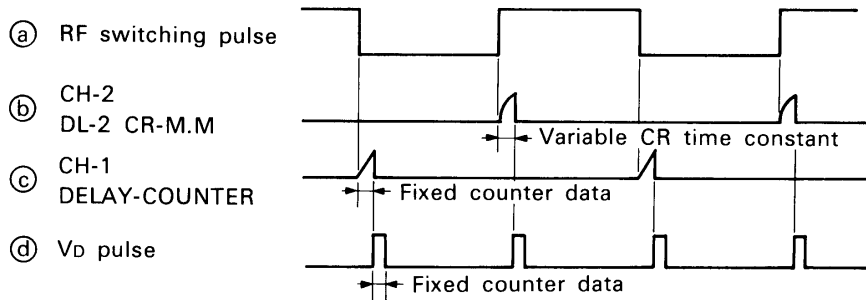 ⓐ RF switching pulse
ⓑ CH-2
DL-2 CR-M.M
Variable CR time constant
ⓒ CH-1
DELAY-COUNTER
Fixed counter data
ⓓ VD pulse
Fixed counter data